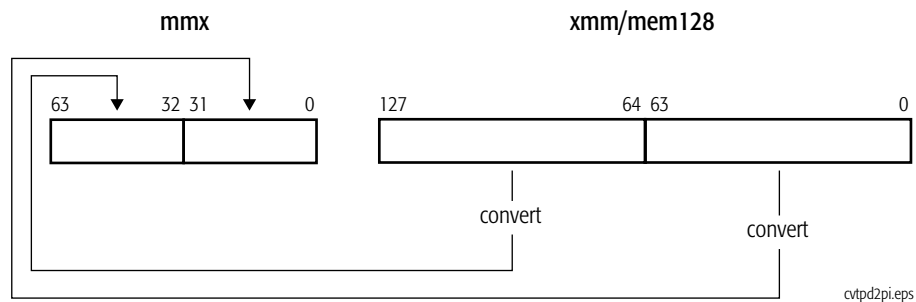 mmx xmm/mem128
63 32 31 0 127 64 63 0
convert
convert
cvtpd2pi.eps